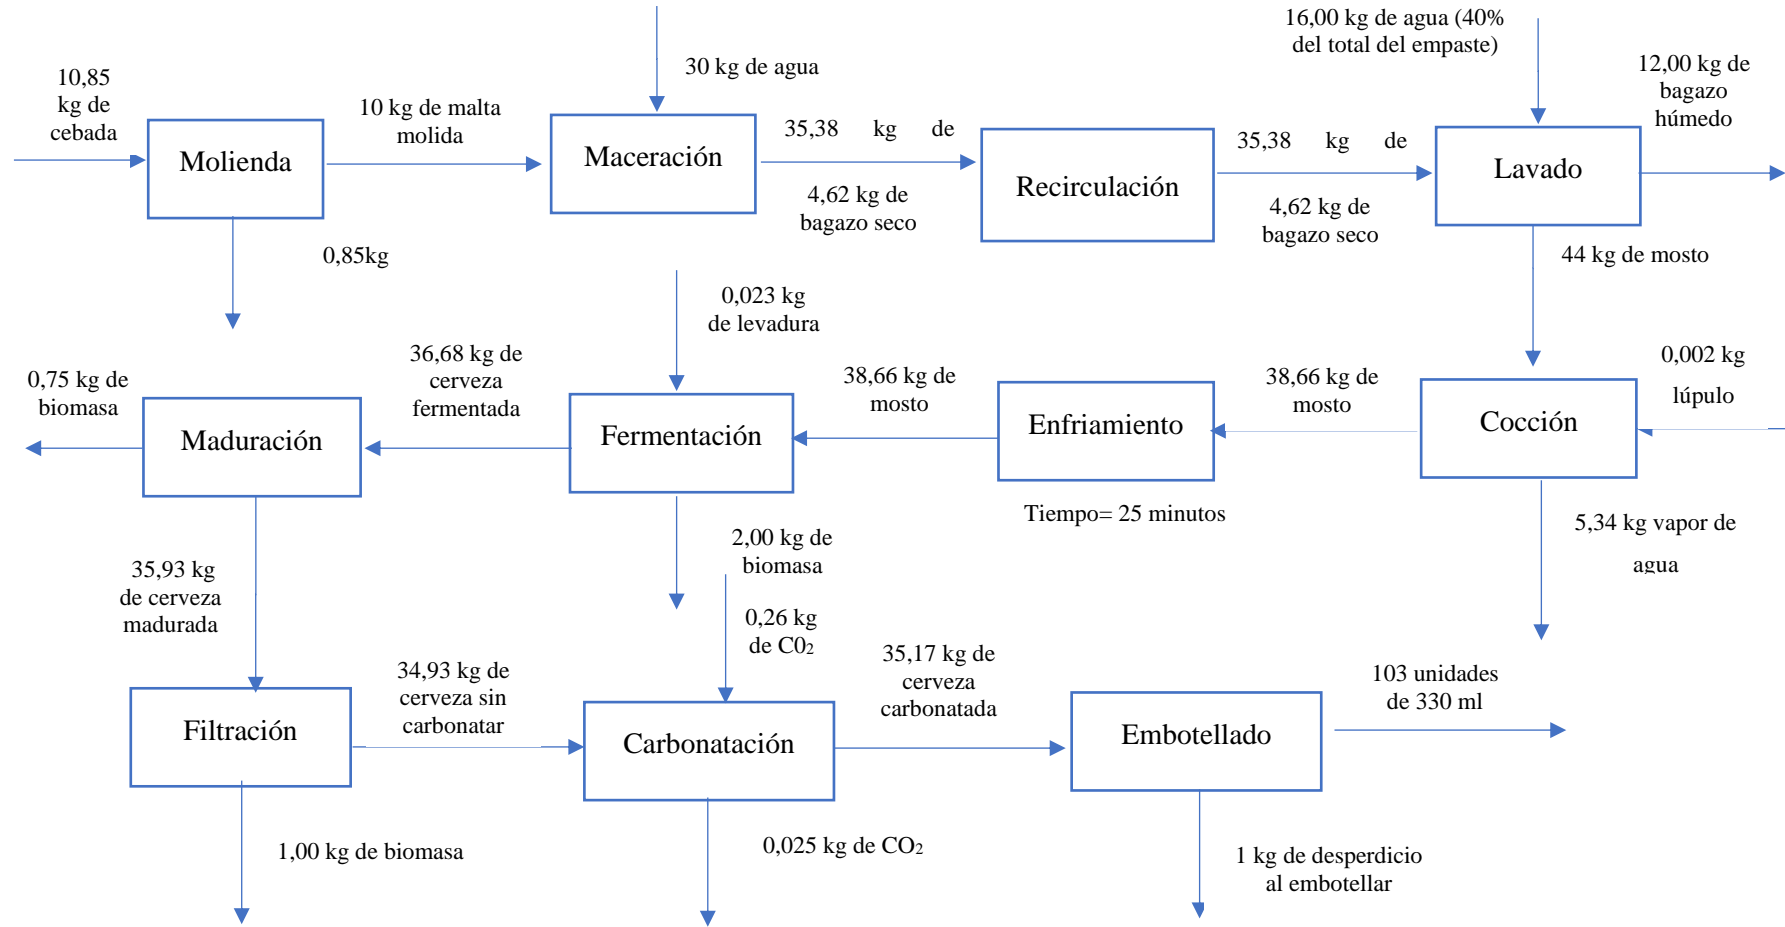 10,85
kg de
cebada
Molienda
10 kg de malta
molida
0,85kg
30 kg de agua
Maceración
35,38 kg de
4,62 kg de
bagazo seco
Recirculación
35,38 kg de
4,62 kg de
bagazo seco
16,00 kg de agua (40%
del total del empaste)
Lavado
12,00 kg de
bagazo
húmedo
44 kg de mosto
0,002 kg
lúpulo
Cocción
5,34 kg vapor de
agua
38,66 kg de
mosto
Enfriamiento
Tiempo= 25 minutos
38,66 kg de
mosto
0,023 kg
de levadura
Fermentación
2,00 kg de
biomasa
36,68 kg de
cerveza
fermentada
Maduración
0,75 kg de
biomasa
35,93 kg
de cerveza
madurada
Filtración
1,00 kg de biomasa
34,93 kg de
cerveza sin
carbonatar
0,26 kg
de C0₂
Carbonatación
0,025 kg de CO₂
35,17 kg de
cerveza
carbonatada
Embotellado
103 unidades
de 330 ml
1 kg de desperdicio
al embotellar